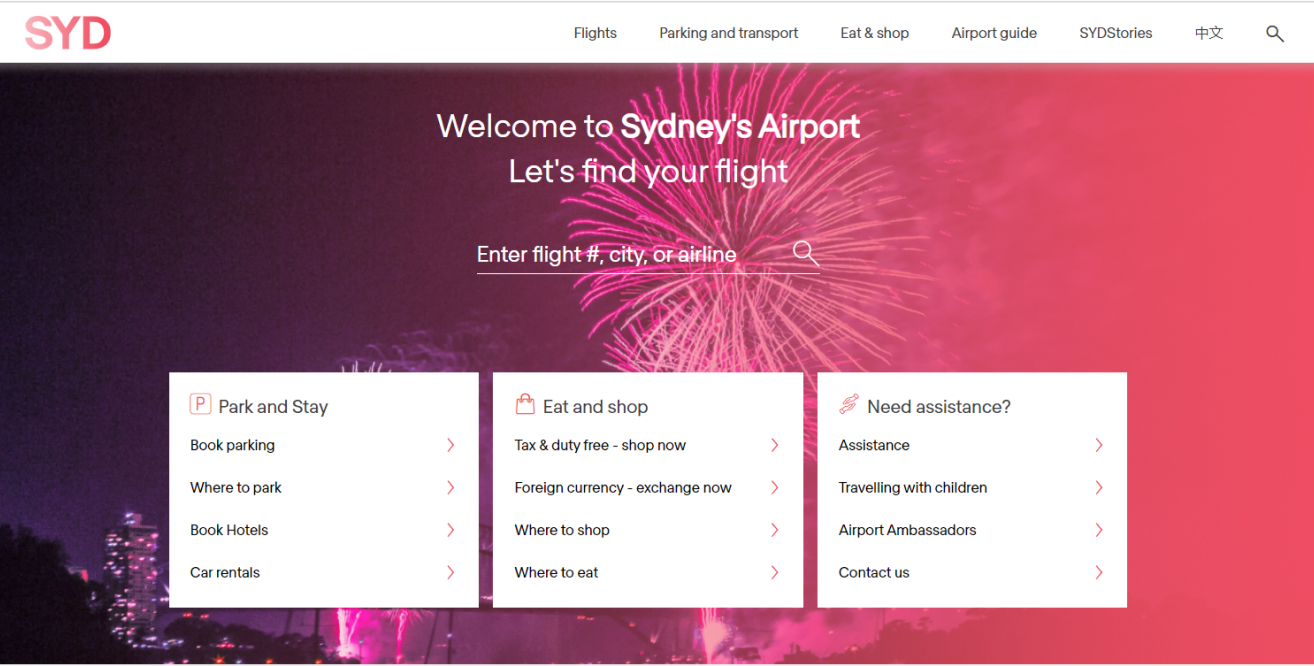 SYD
Flights
Parking and transport
Eat & shop
Airport guide
SYDStories
中文
Welcome to Sydney's Airport
Let's find your flight
Enter flight #, city, or airline
P
Park and Stay
Book parking
Where to park
Book Hotels
Car rentals
Eat and shop
Tax & duty free - shop now
Foreign currency - exchange now
Where to shop
Where to eat
Need assistance?
Assistance
Travelling with children
Airport Ambassadors
Contact us